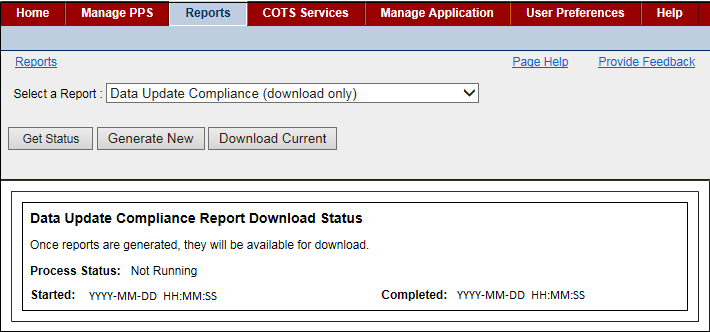 Home Manage PPS Reports COTS Services Manage Application User Preferences Help
Reports Page Help Provide Feedback
Select a Report : Data Update Compliance (download only)
Get Status Generate New Download Current
Data Update Compliance Report Download Status
Once reports are generated, they will be available for download.
Process Status: Not Running
Started: YYYY-MM-DD HH:MM:SS Completed: YYYY-MM-DD HH:MM:SS